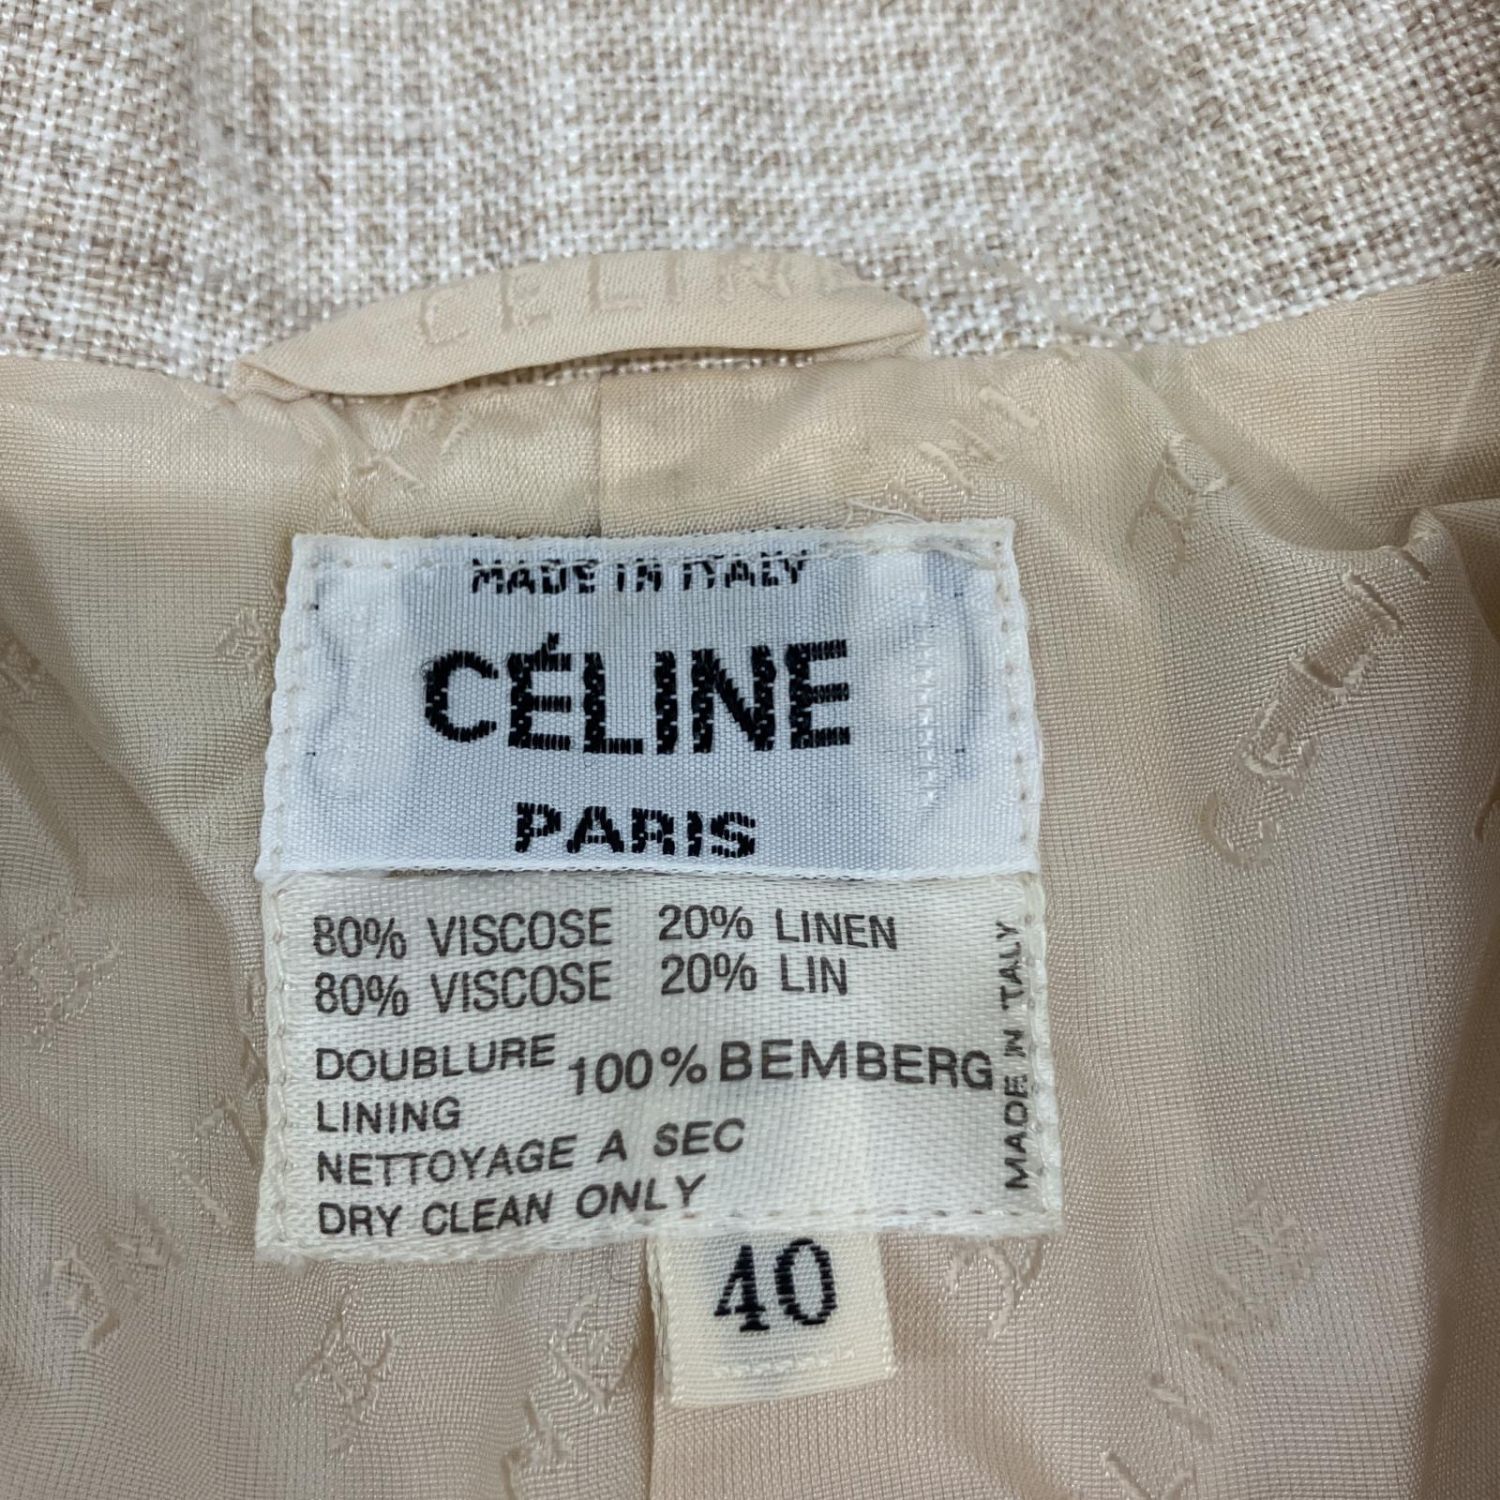 CELINE
MADE IN ITALY
CÉLINE
PARIS
80% VISCOSE 20% LINEN
80% VISCOSE 20% LIN
DOUBLURE 100% BEMBERG
LINING
NETTOYAGE A SEC
DRY CLEAN ONLY
MADE IN ITALY
40